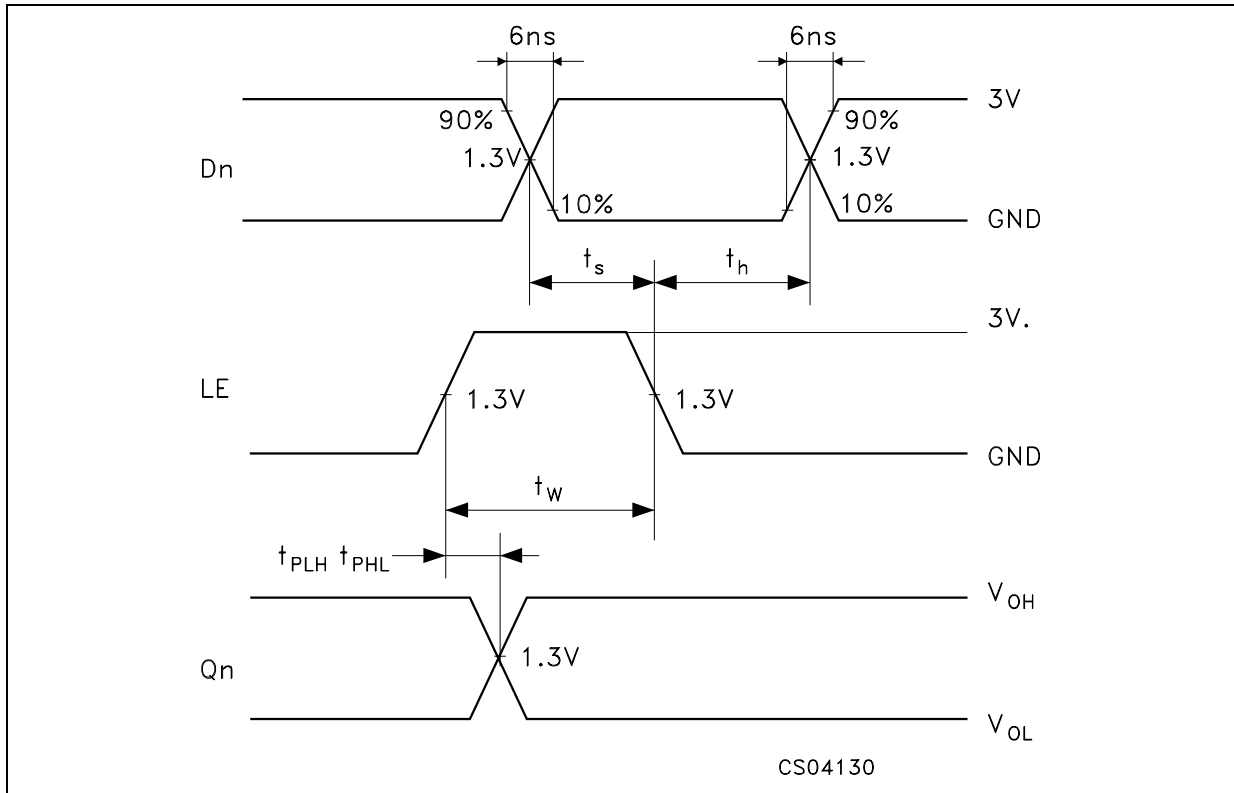 6ns 6ns
3V
90% 90%
1.3V 1.3V
Dn
10% 10%
GND
ts th
3V.
LE
1.3V 1.3V
GND
tW
tPLH tPHL
VOH
1.3V
Qn
VOL
CS04130